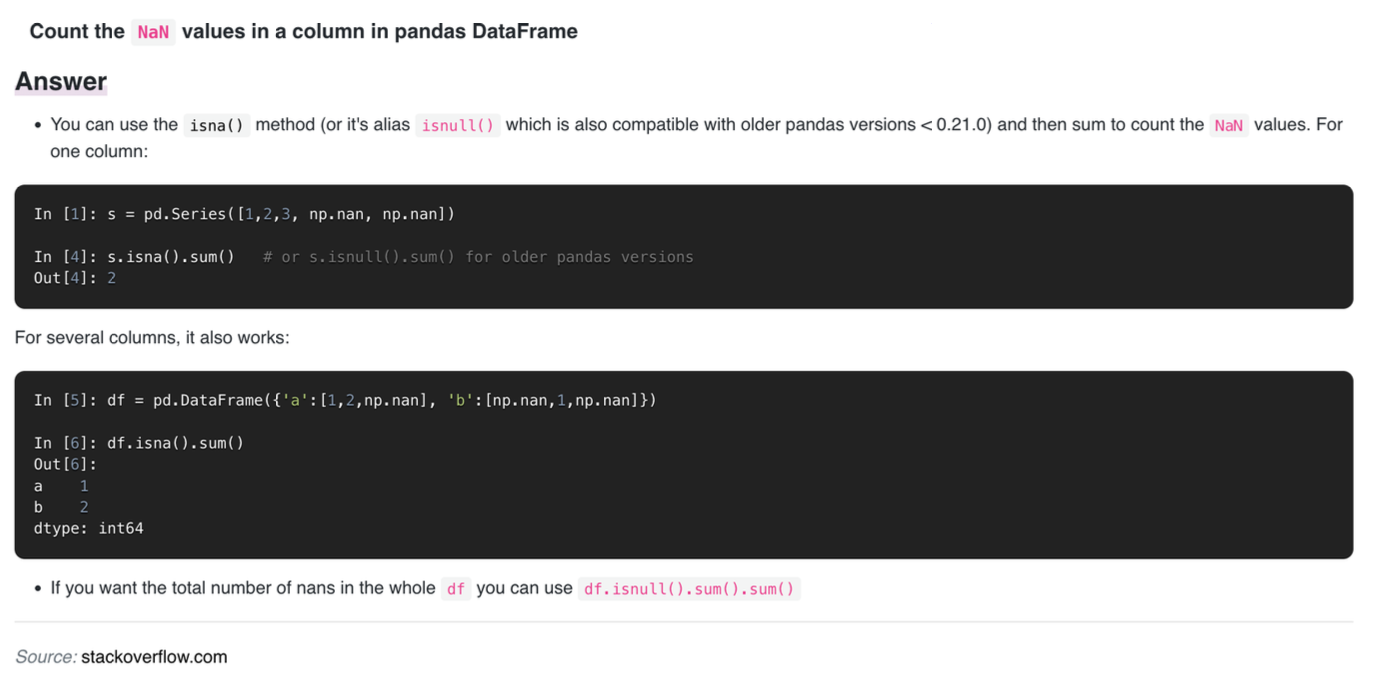 Count the NaN values in a column in pandas DataFrame
Answer
• You can use the isna() method (or it's alias isnull() which is also compatible with older pandas versions < 0.21.0) and then sum to count the NaN values. For
one column:
In [1]: s = pd.Series([1,2,3, np.nan, np.nan])
In [4]: s.isna().sum()   # or s.isnull().sum() for older pandas versions
Out[4]: 2
For several columns, it also works:
In [5]: df = pd.DataFrame({'a':[1,2,np.nan], 'b':[np.nan,1,np.nan]})
In [6]: df.isna().sum()
Out[6]:
a    1
b    2
dtype: int64
• If you want the total number of nans in the whole df you can use df.isnull().sum().sum()
Source: stackoverflow.com